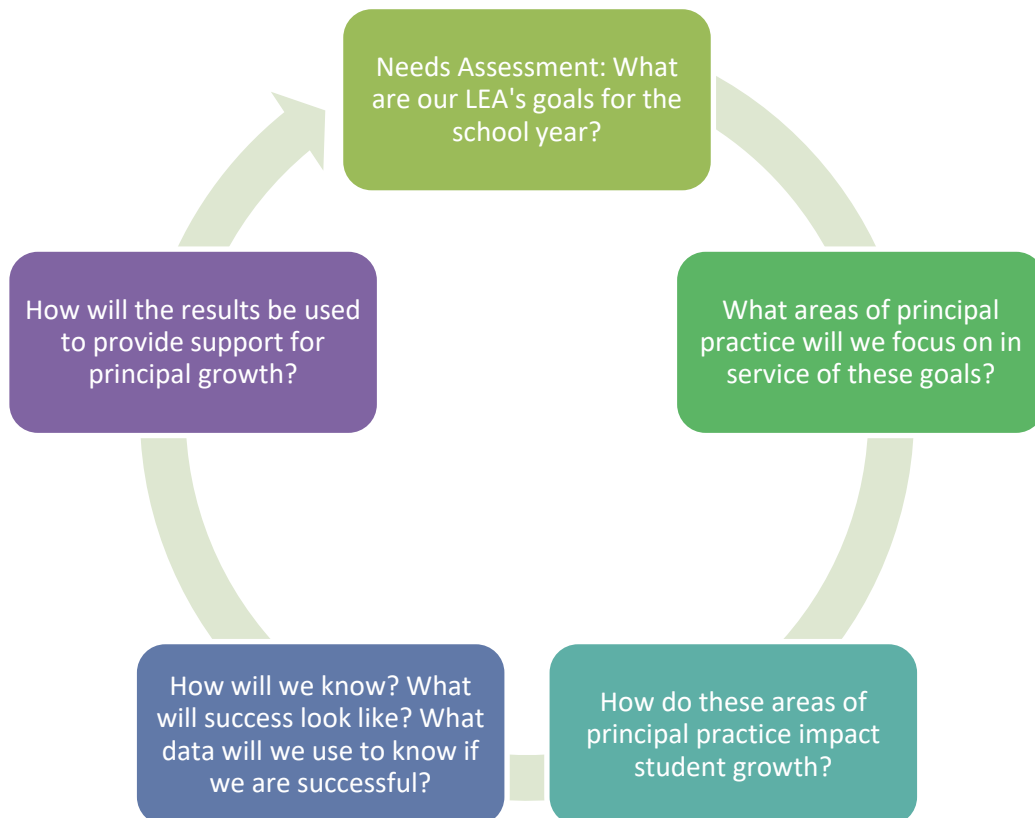 Needs Assessment: What
are our LEA's goals for the
school year?
What areas of principal
practice will we focus on in
service of these goals?
How do these areas of
principal practice impact
student growth?
How will we know? What
will success look like? What
data will we use to know if
we are successful?
How will the results be used
to provide support for
principal growth?